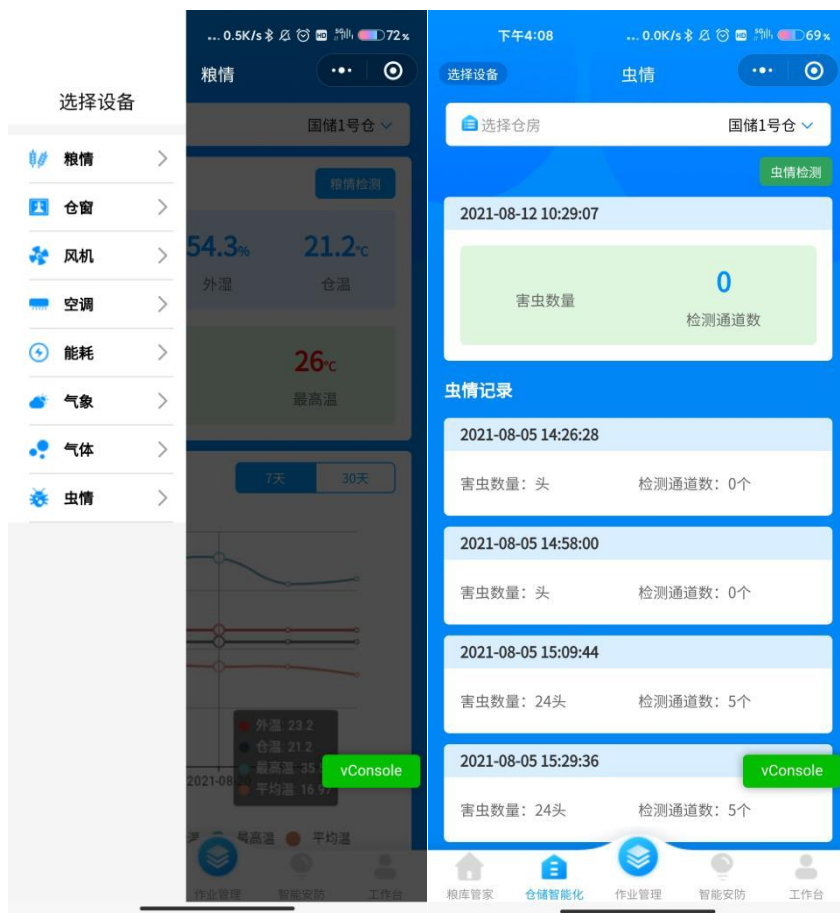 ... 0.5K/s HD 5G 72%
粮情
选择设备
国储1号仓
粮情
粮情检测
仓窗
54.3%
21.2℃
风机
外湿
仓温
空调
能耗
26℃
气象
最高温
气体
7天
30天
虫情
外温: 23.2
仓温: 21.2
最高温: 35.
平均温: 16.97
2021-08
vConsole
最高温
平均温
作业管理
智能安防
工作台
下午4:08
... 0.0K/s HD 5G 69%
选择设备
虫情
选择仓房
国储1号仓
虫情检测
2021-08-12 10:29:07
0
害虫数量
检测通道数
虫情记录
2021-08-05 14:26:28
害虫数量：头 检测通道数：0个
2021-08-05 14:58:00
害虫数量：头 检测通道数：0个
2021-08-05 15:09:44
害虫数量：24头 检测通道数：5个
2021-08-05 15:29:36
vConsole
害虫数量：24头 检测通道数：5个
粮库管家
仓储智能化
作业管理
智能安防
工作台